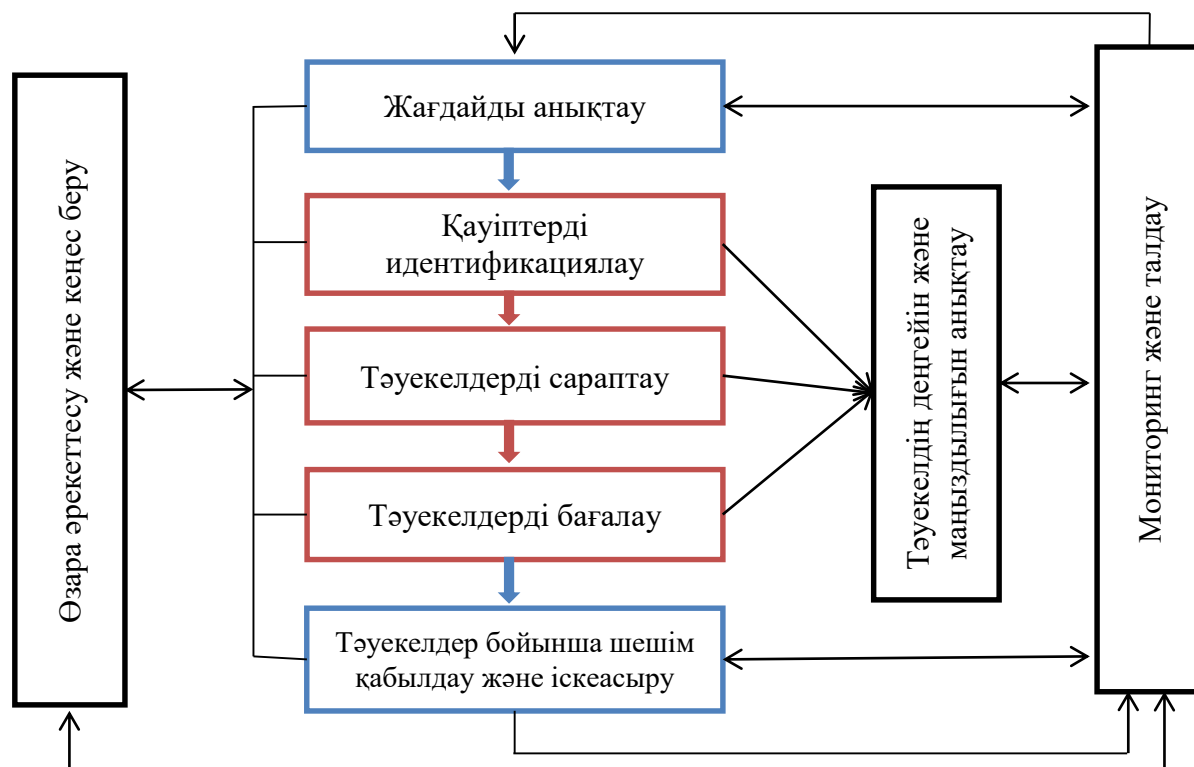 Өзара әрекеттесу және кеңес беру
Жағдайды анықтау
Қауіптерді
идентификациялау
Тәуекелдерді сараптау
Тәуекелдерді бағалау
Тәуекелдер бойынша шешім
қабылдау және іскеасыру
Тәуекелдің деңгейін және
маңыздылығын анықтау
Мониторинг және талдау